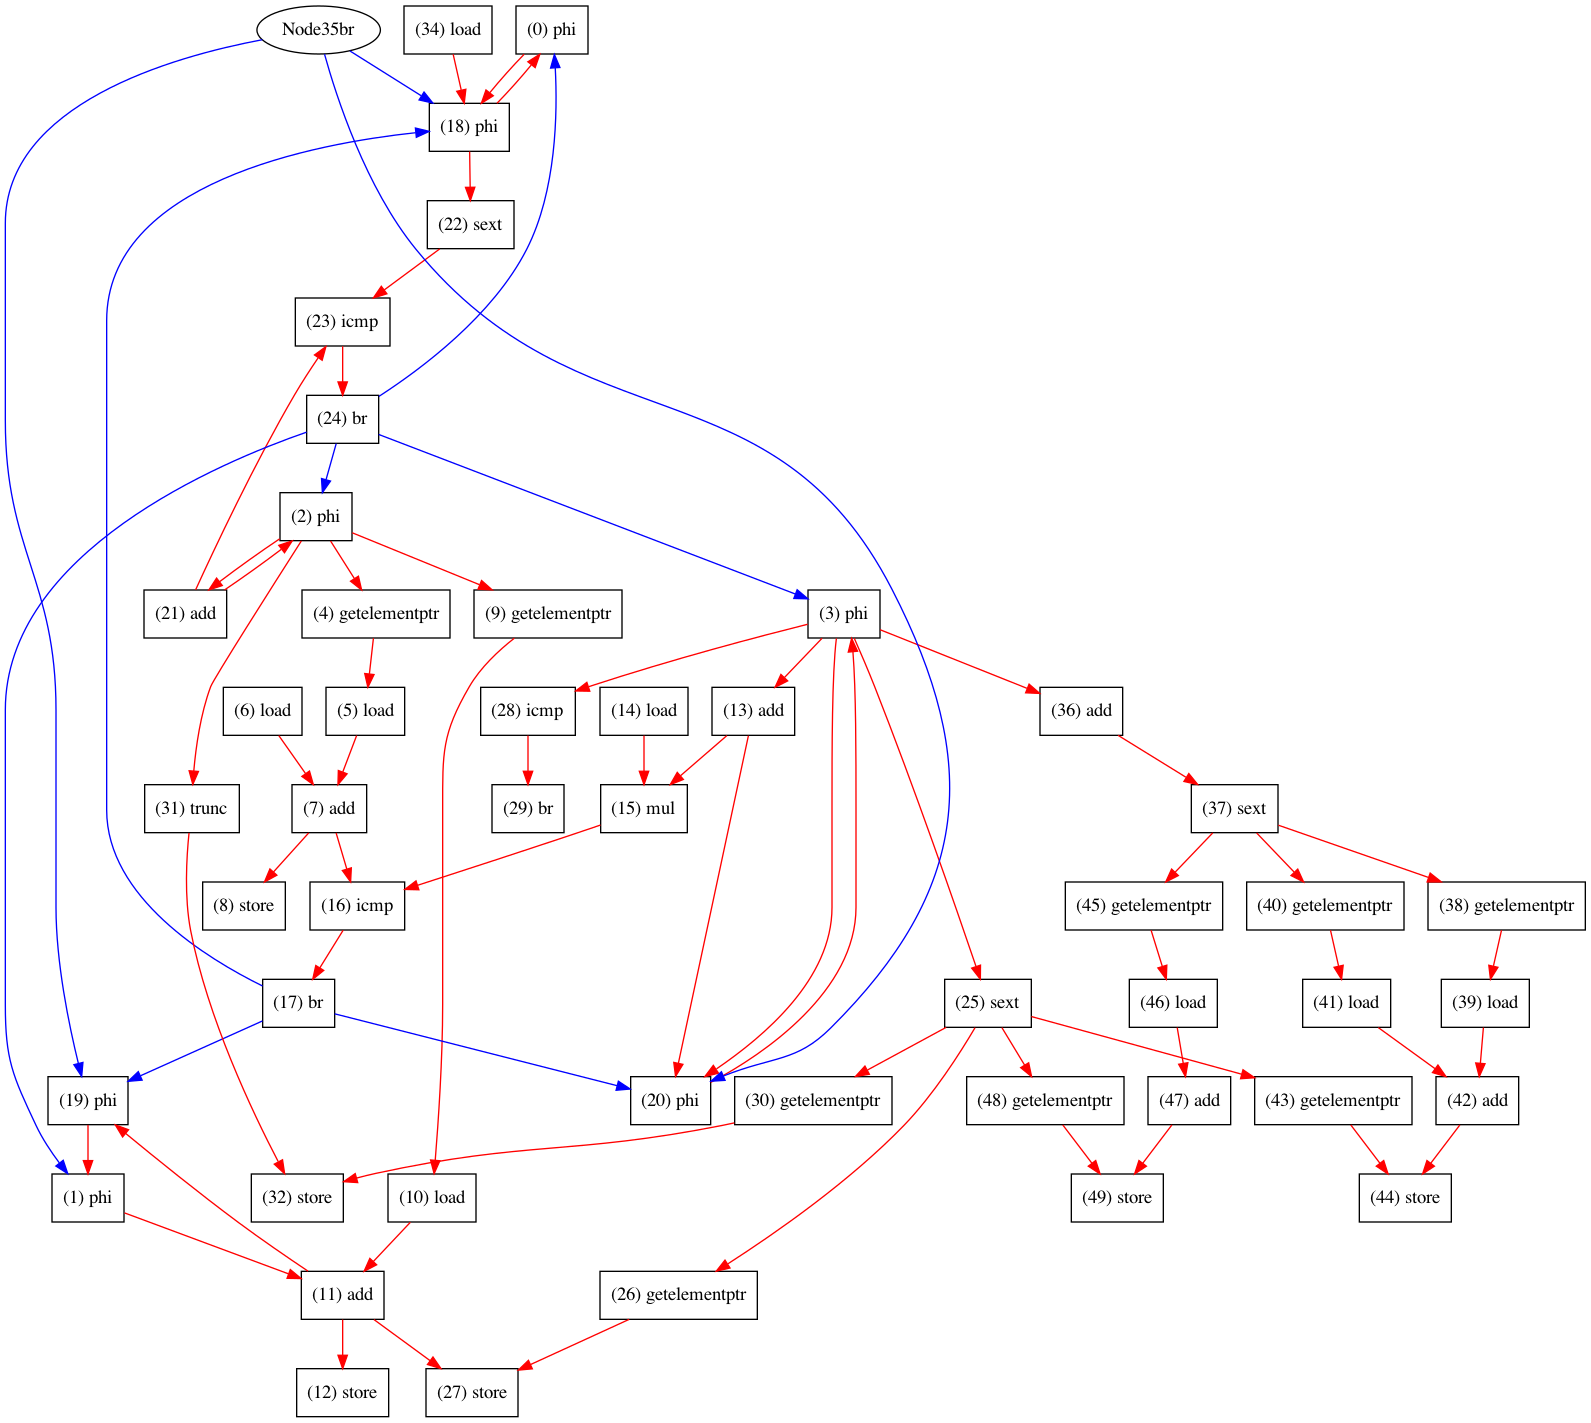 Node35br
(34) load
(0) phi
(18) phi
(22) sext
(23) icmp
(24) br
(2) phi
(21) add
(4) getelementptr
(9) getelementptr
(3) phi
(6) load
(5) load
(28) icmp
(14) load
(13) add
(36) add
(31) trunc
(7) add
(29) br
(15) mul
(37) sext
(8) store
(16) icmp
(45) getelementptr
(40) getelementptr
(38) getelementptr
(17) br
(25) sext
(46) load
(41) load
(39) load
(19) phi
(20) phi
(30) getelementptr
(48) getelementptr
(47) add
(43) getelementptr
(42) add
(1) phi
(32) store
(10) load
(49) store
(44) store
(11) add
(26) getelementptr
(12) store
(27) store